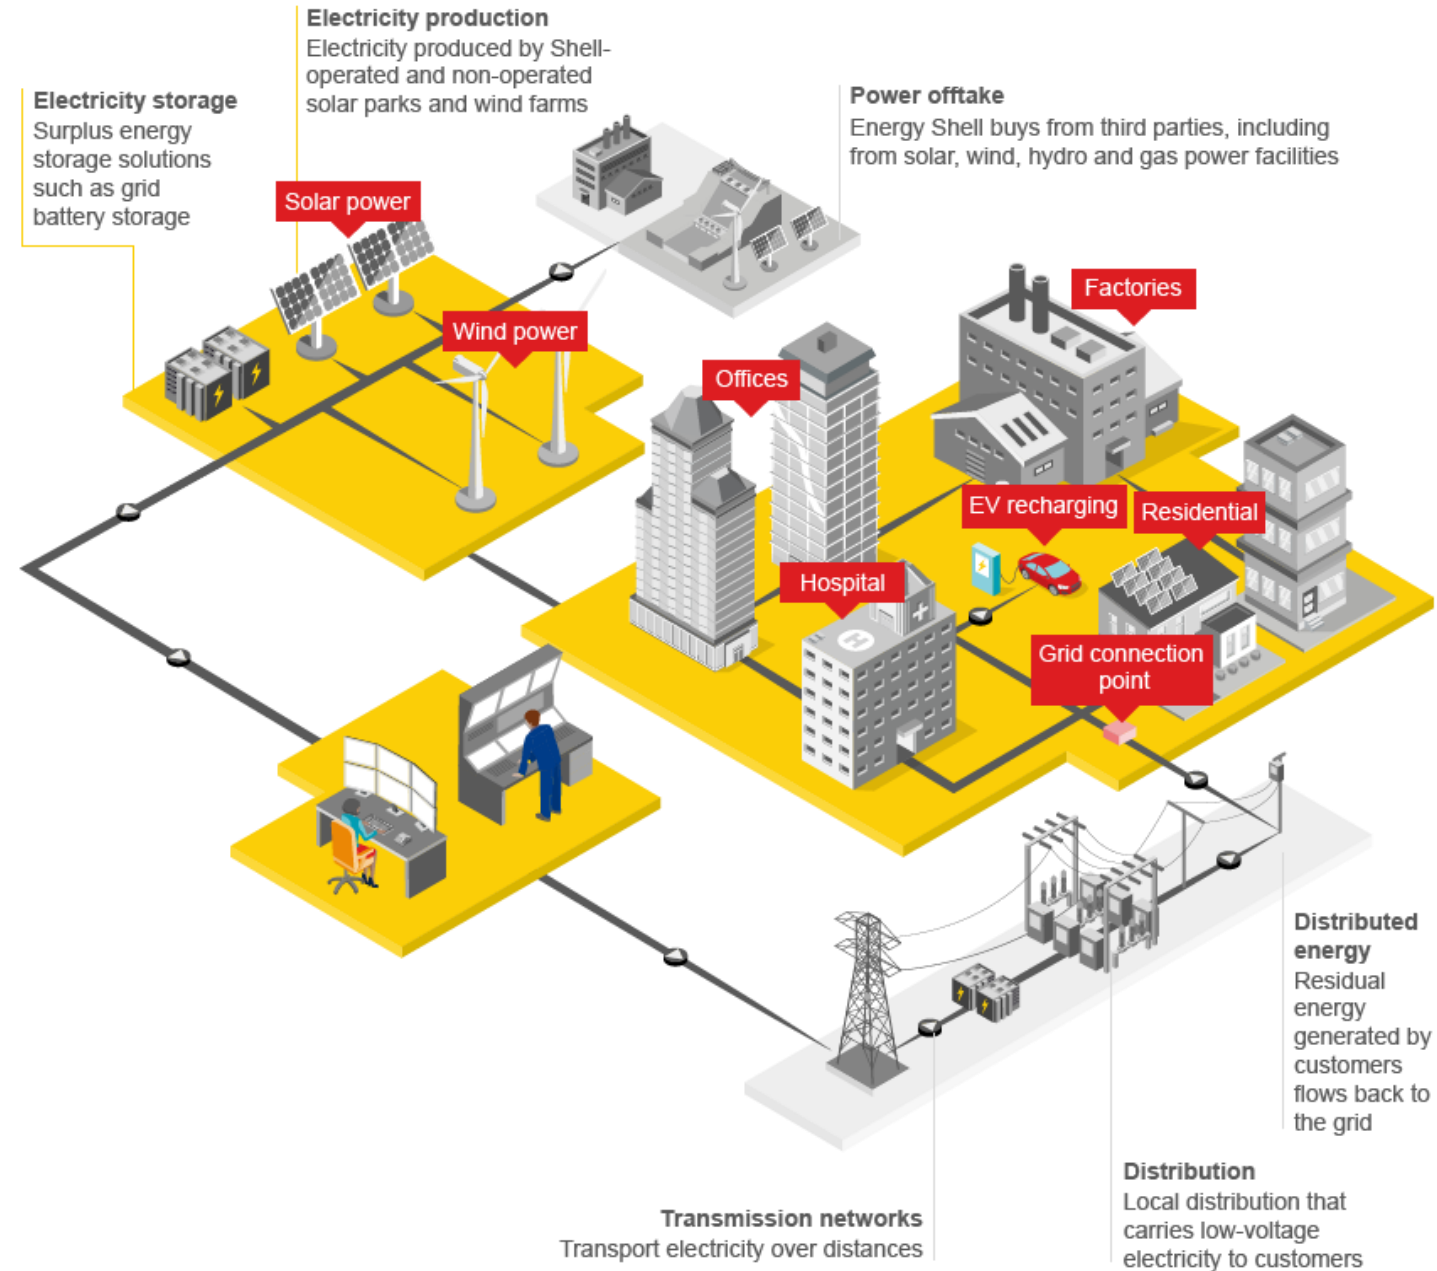 Electricity production
Electricity produced by Shell-
operated and non-operated
solar parks and wind farms
Electricity storage
Surplus energy
storage solutions
such as grid
battery storage
Power offtake
Energy Shell buys from third parties, including
from solar, wind, hydro and gas power facilities
Solar power
Wind power
Factories
Offices
EV recharging
Residential
Hospital
Grid connection
point
H
Distributed
energy
Residual
energy
generated by
customers
flows back to
the grid
Distribution
Local distribution that
carries low-voltage
electricity to customers
Transmission networks
Transport electricity over distances